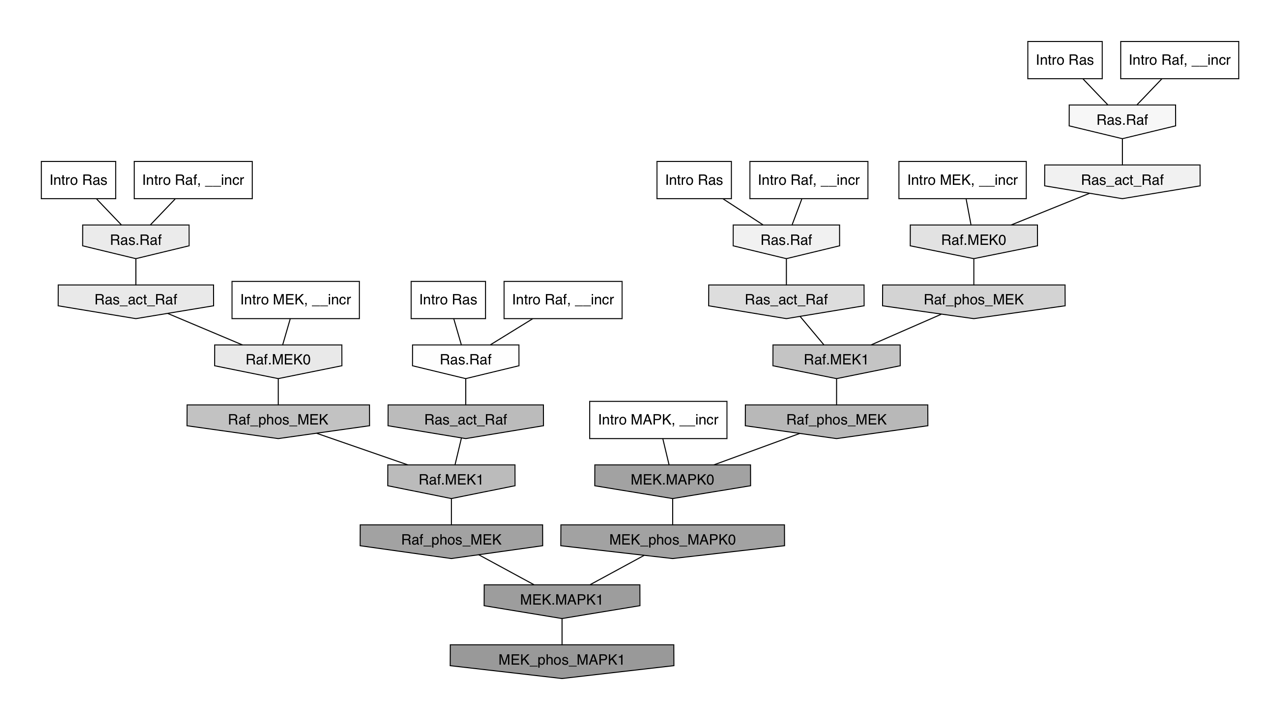 Intro Ras
Intro Raf, __incr
Ras.Raf
Intro Ras
Intro Raf, __incr
Intro Ras
Intro Raf, __incr
Intro MEK, __incr
Ras_act_Raf
Ras.Raf
Ras.Raf
Raf.MEK0
Ras_act_Raf
Intro MEK, __incr
Intro Ras
Intro Raf, __incr
Ras_act_Raf
Raf_phos_MEK
Raf.MEK0
Ras.Raf
Raf.MEK1
Raf_phos_MEK
Ras_act_Raf
Intro MAPK, __incr
Raf_phos_MEK
Raf.MEK1
MEK.MAPK0
Raf_phos_MEK
MEK_phos_MAPK0
MEK.MAPK1
MEK_phos_MAPK1